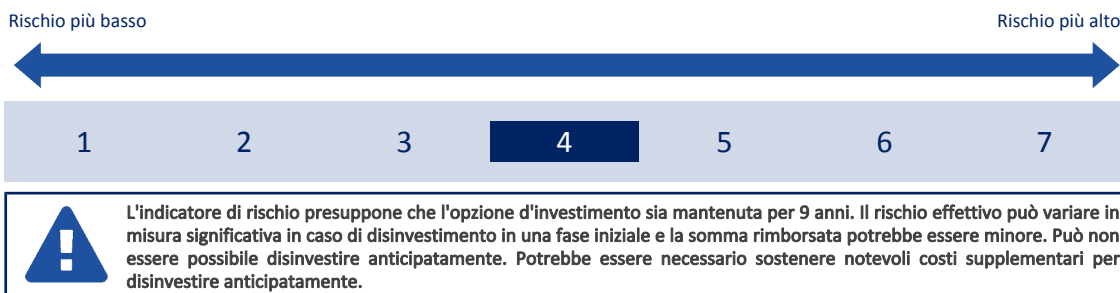 Rischio più basso Rischio più alto
1 2 3 4 5 6 7
L'indicatore di rischio presuppone che l'opzione d'investimento sia mantenuta per 9 anni. Il rischio effettivo può variare in
misura significativa in caso di disinvestimento in una fase iniziale e la somma rimborsata potrebbe essere minore. Può non
essere possibile disinvestire anticipatamente. Potrebbe essere necessario sostenere notevoli costi supplementari per
disinvestire anticipatamente.